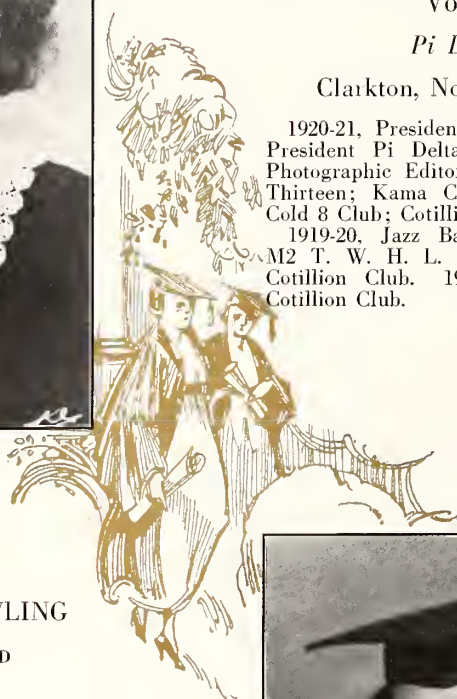 Vo
Pi
Clarkton, No
1920-21, Presiden
President Pi Delta
Photographic Editor
Thirteen; Kama C
Cold 8 Club; Cotilli
1919-20, Jazz Ba
M2 T. W. H. L.
Cotillion Club. 19
Cotillion Club.
LING
D